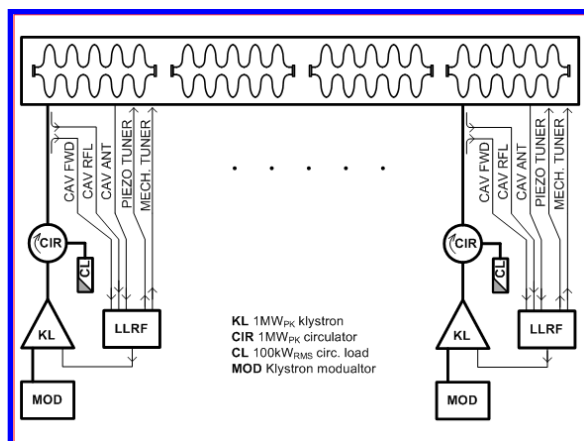 CAV FWD
CAV RFL
CAV ANT
PIEZO TUNER
MECH. TUNER
CAV FWD
CAV RFL
CAV ANT
PIEZO TUNER
MECH. TUNER
CIR
CL
CIR
CL
KL
LLRF
KL 1MWPK klystron
CIR 1MWPK circulator
CL 100kWRMS circ. load
MOD Klystron modualtor
KL
LLRF
MOD
MOD